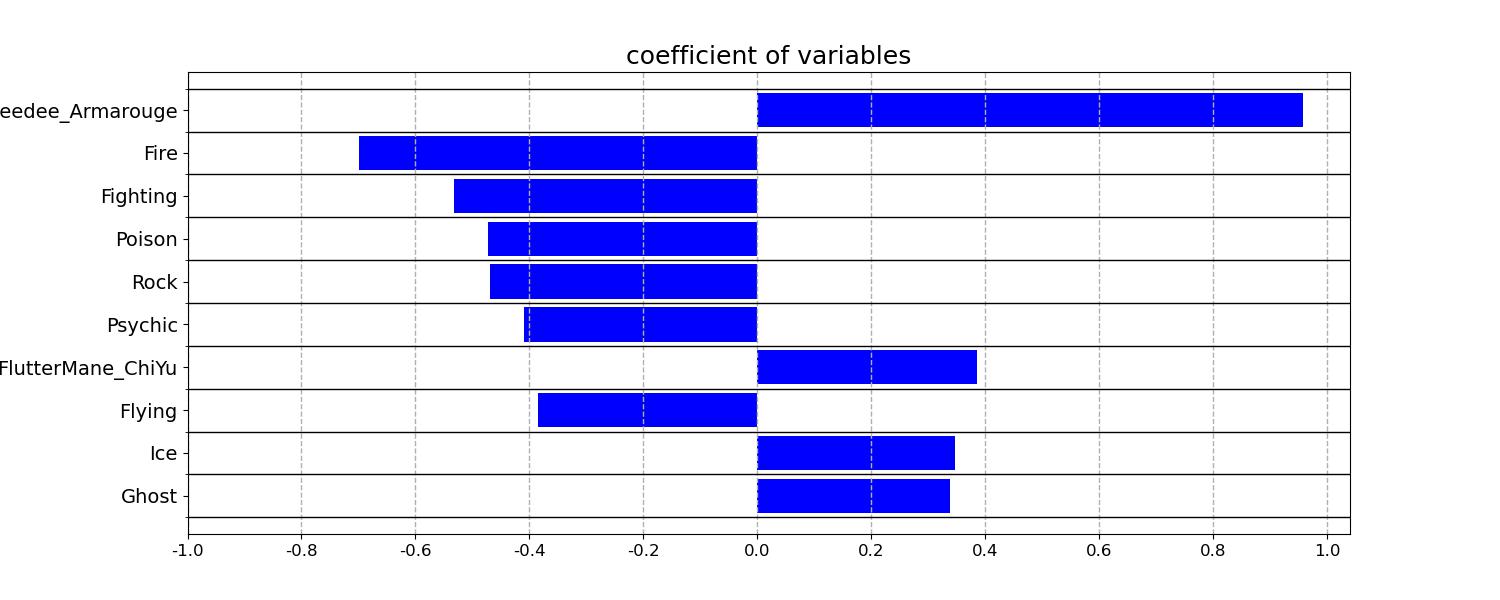 coefficient of variables
eedee_Armarouge
Fire
Fighting
Poison
Rock
Psychic
FlutterMane_ChiYu
Flying
Ice
Ghost
-1.0 -0.8 -0.6 -0.4 -0.2 0.0 0.2 0.4 0.6 0.8 1.0